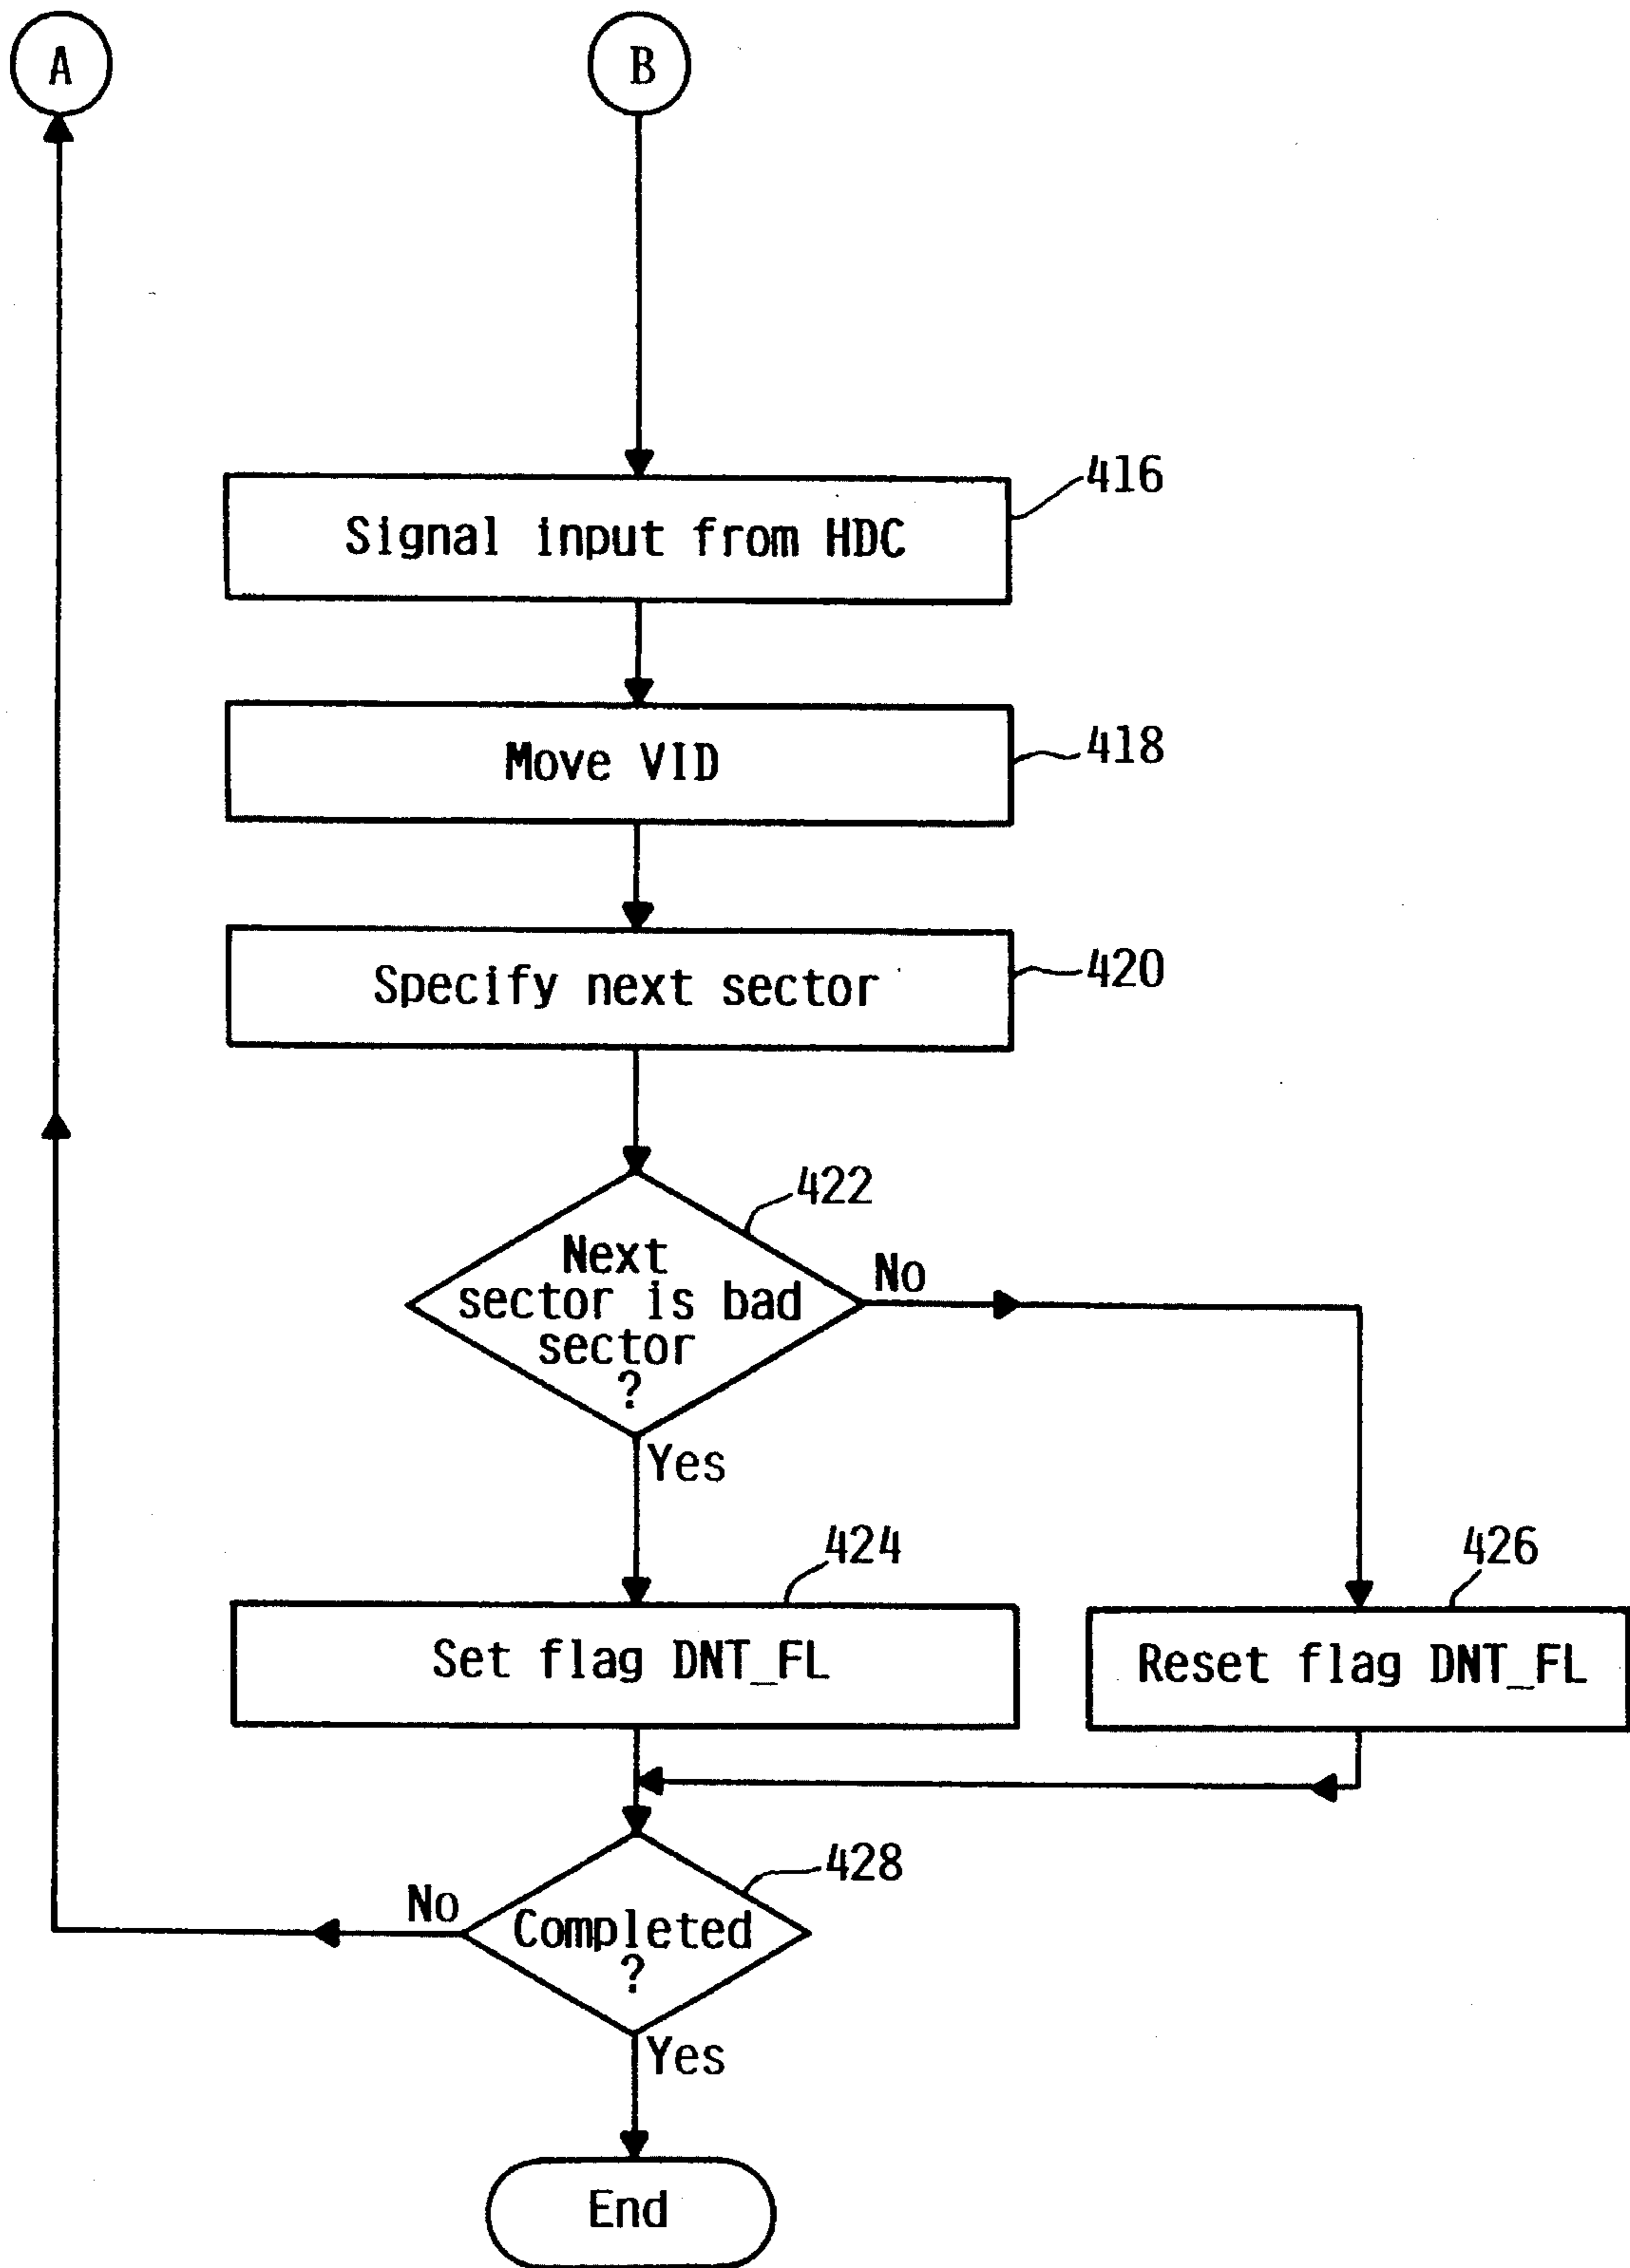 A
B
416
Signal input from HDC
418
Move VID
420
Specify next sector
422
Next
sector is bad
sector
?
No
Yes
424
Set flag DNT_FL
426
Reset flag DNT_FL
428
No
Completed
?
Yes
End